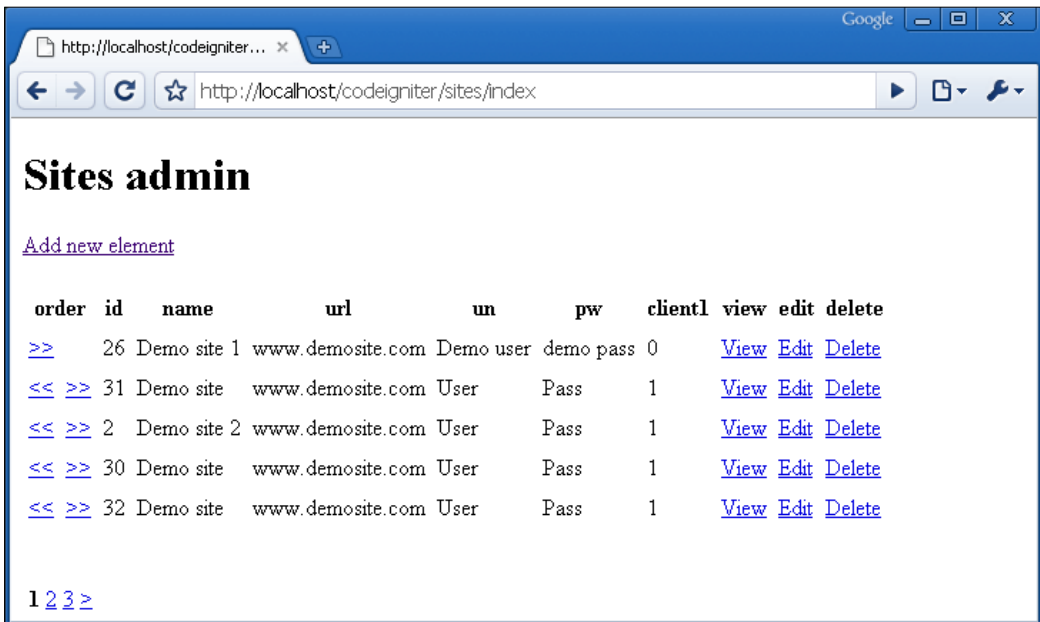 Google
http://localhost/codeigniter...
http://localhost/codeigniter/sites/index
Sites admin
Add new element
order id name url un pw client1 view edit delete
>> 26 Demo site 1 www.demosite.com Demo user demo pass 0 View Edit Delete
<< >> 31 Demo site www.demosite.com User Pass 1 View Edit Delete
<< >> 2 Demo site 2 www.demosite.com User Pass 1 View Edit Delete
<< >> 30 Demo site www.demosite.com User Pass 1 View Edit Delete
<< >> 32 Demo site www.demosite.com User Pass 1 View Edit Delete
1 2 3 >